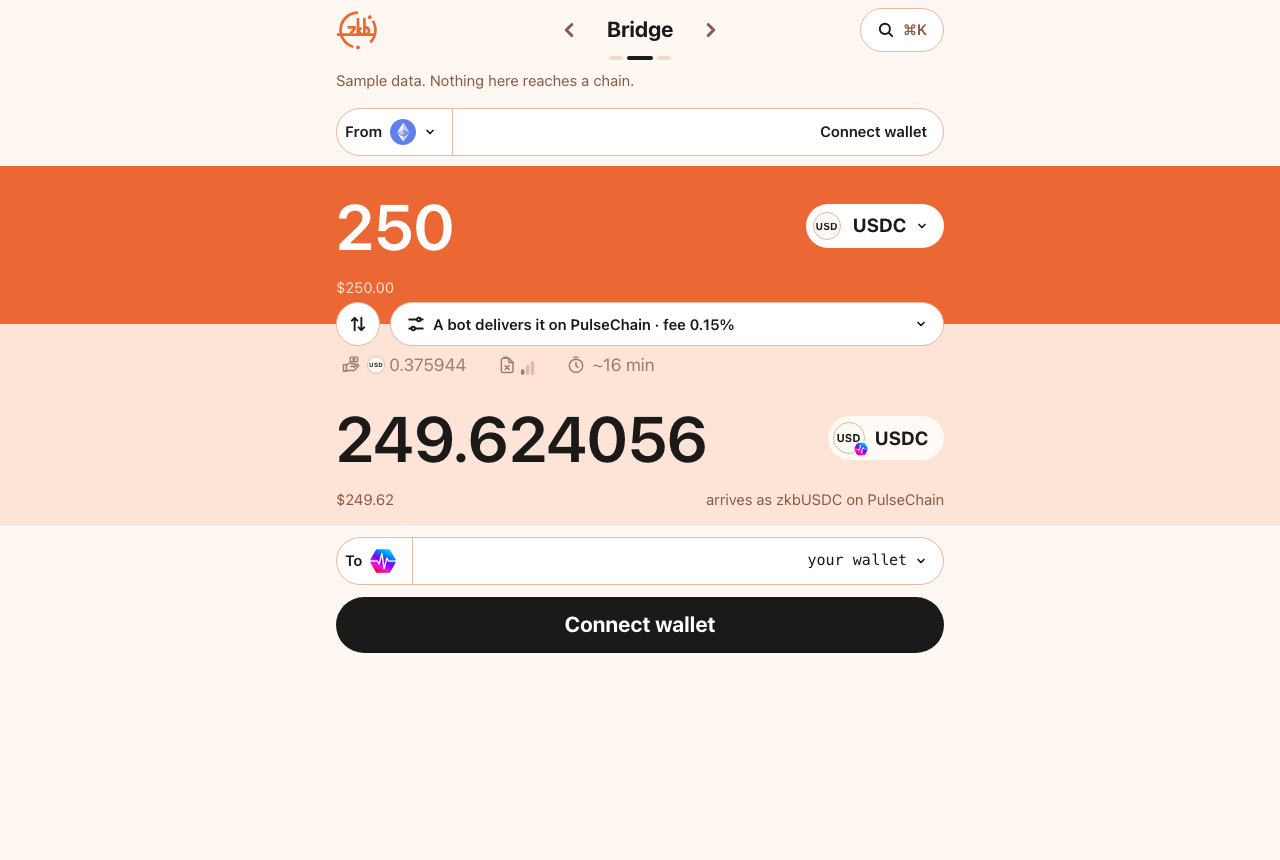 zkb
Bridge
⌘K
Sample data. Nothing here reaches a chain.
From
Connect wallet
250
USD USDC
$250.00
A bot delivers it on PulseChain · fee 0.15%
USD 0.375944
~16 min
249.624056
USD USDC
$249.62
arrives as zkbUSDC on PulseChain
To
your wallet
Connect wallet